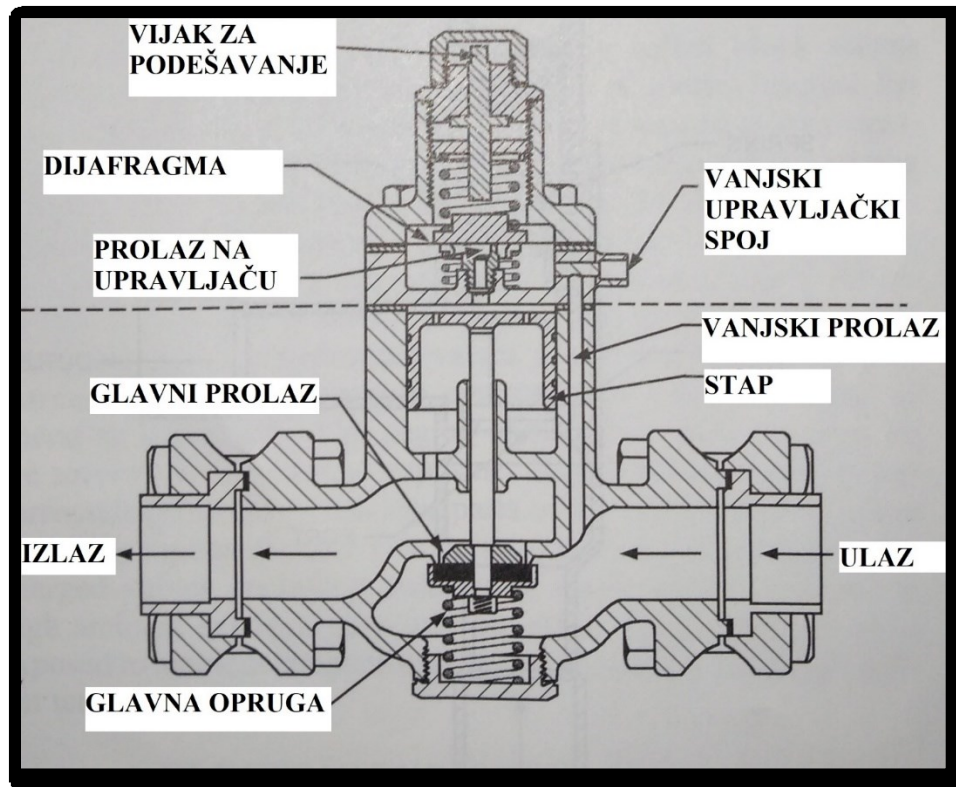 VIJAK ZA
PODEŠAVANJE
DIJAFRAGMA
VANJSKI
UPRAVLJAČKI
SPOJ
PROLAZ NA
UPRAVLJAČU
VANJSKI PROLAZ
STAP
GLAVNI PROLAZ
IZLAZ
ULAZ
GLAVNA OPRUGA